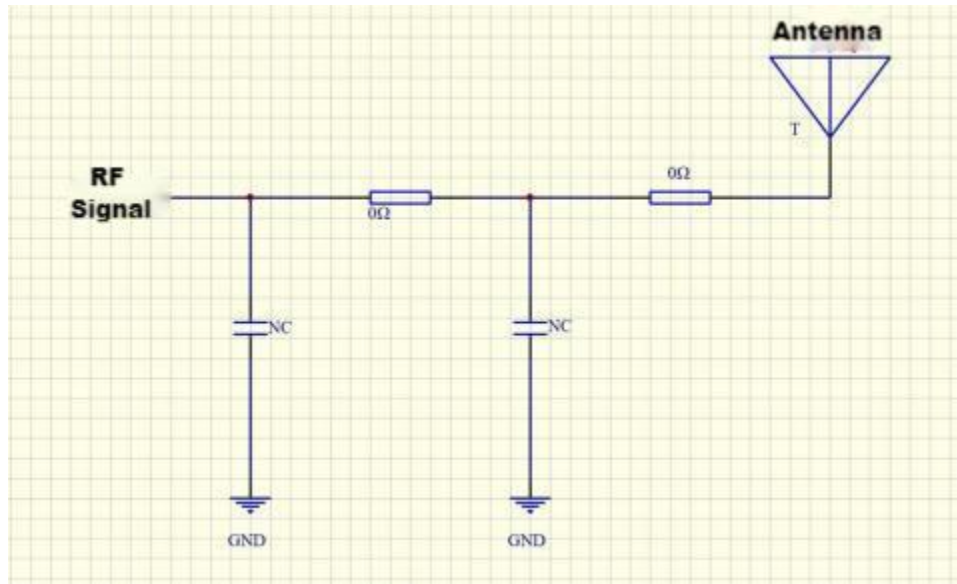 Antenna
T
0Ω
RF
Signal
0Ω
NC
NC
GND
GND